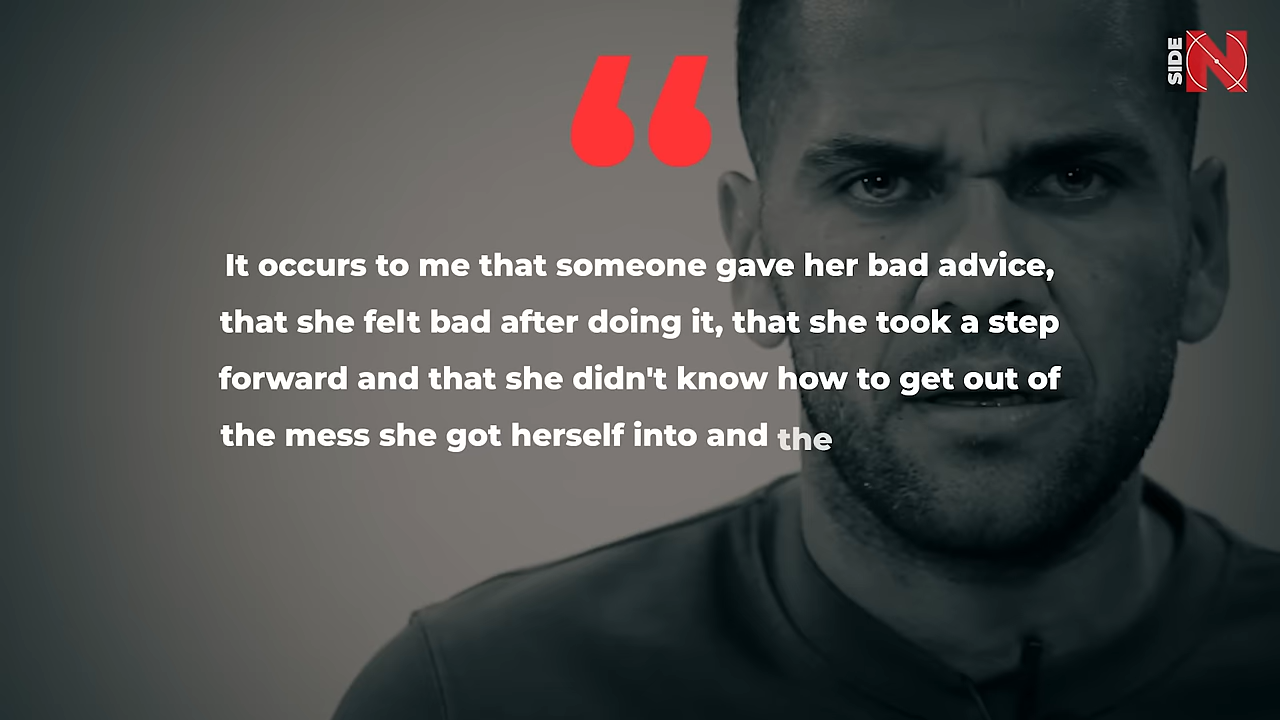 SIDE N
“
It occurs to me that someone gave her bad advice,
that she felt bad after doing it, that she took a step
forward and that she didn't know how to get out of
the mess she got herself into and the